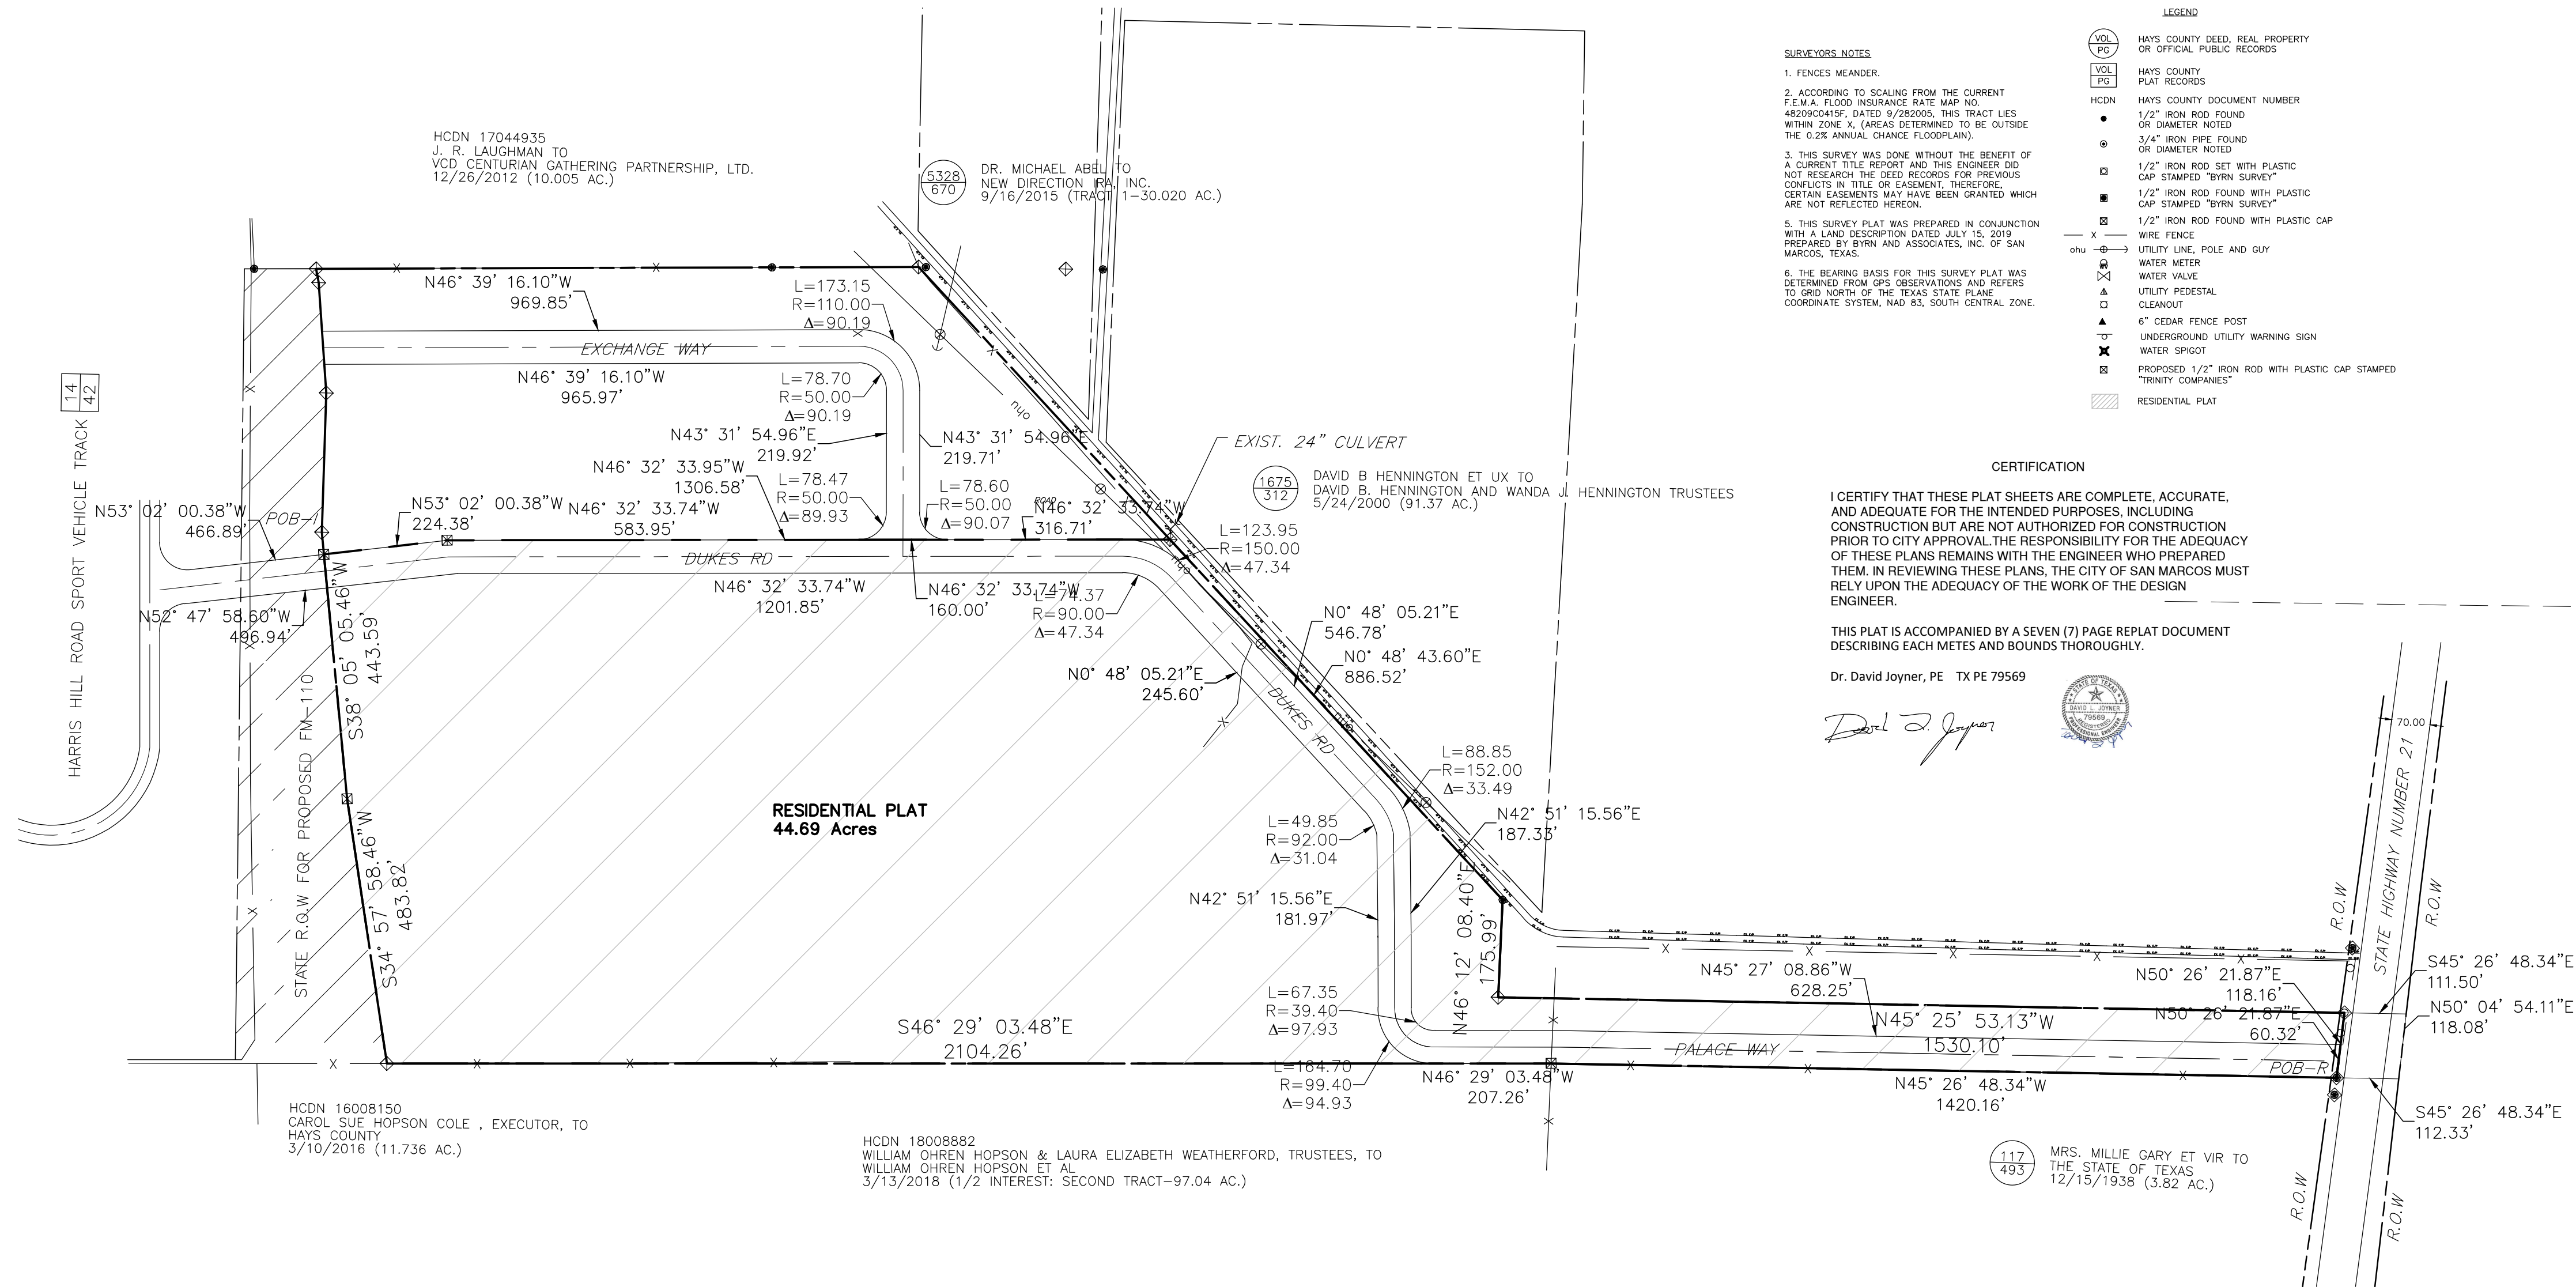 LEGEND
VOL
PG
HAYS COUNTY DEED, REAL PROPERTY
OR OFFICIAL PUBLIC RECORDS
VOL
PG
HAYS COUNTY
PLAT RECORDS
HCDN HAYS COUNTY DOCUMENT NUMBER
1/2" IRON ROD FOUND
OR DIAMETER NOTED
3/4" IRON PIPE FOUND
OR DIAMETER NOTED
1/2" IRON ROD SET WITH PLASTIC
CAP STAMPED "BYRN SURVEY"
1/2" IRON ROD FOUND WITH PLASTIC
CAP STAMPED "BYRN SURVEY"
1/2" IRON ROD FOUND WITH PLASTIC CAP
X WIRE FENCE
ohu UTILITY LINE, POLE AND GUY
WATER METER
WATER VALVE
UTILITY PEDESTAL
CLEANOUT
6" CEDAR FENCE POST
UNDERGROUND UTILITY WARNING SIGN
WATER SPIGOT
PROPOSED 1/2" IRON ROD WITH PLASTIC CAP STAMPED
"TRINITY COMPANIES"
RESIDENTIAL PLAT
SURVEYORS NOTES
1. FENCES MEANDER.
2. ACCORDING TO SCALING FROM THE CURRENT
F.E.M.A. FLOOD INSURANCE RATE MAP NO.
48209C0415F, DATED 9/282005, THIS TRACT LIES
WITHIN ZONE X, (AREAS DETERMINED TO BE OUTSIDE
THE 0.2% ANNUAL CHANCE FLOODPLAIN).
3. THIS SURVEY WAS DONE WITHOUT THE BENEFIT OF
A CURRENT TITLE REPORT AND THIS ENGINEER DID
NOT RESEARCH THE DEED RECORDS FOR PREVIOUS
CONFLICTS IN TITLE OR EASEMENT, THEREFORE,
CERTAIN EASEMENTS MAY HAVE BEEN GRANTED WHICH
ARE NOT REFLECTED HEREON.
5. THIS SURVEY PLAT WAS PREPARED IN CONJUNCTION
WITH A LAND DESCRIPTION DATED JULY 15, 2019
PREPARED BY BYRN AND ASSOCIATES, INC. OF SAN
MARCOS, TEXAS.
6. THE BEARING BASIS FOR THIS SURVEY PLAT WAS
DETERMINED FROM GPS OBSERVATIONS AND REFERS
TO GRID NORTH OF THE TEXAS STATE PLANE
COORDINATE SYSTEM, NAD 83, SOUTH CENTRAL ZONE.
CERTIFICATION
I CERTIFY THAT THESE PLAT SHEETS ARE COMPLETE, ACCURATE,
AND ADEQUATE FOR THE INTENDED PURPOSES, INCLUDING
CONSTRUCTION BUT ARE NOT AUTHORIZED FOR CONSTRUCTION
PRIOR TO CITY APPROVAL.THE RESPONSIBILITY FOR THE ADEQUACY
OF THESE PLANS REMAINS WITH THE ENGINEER WHO PREPARED
THEM. IN REVIEWING THESE PLANS, THE CITY OF SAN MARCOS MUST
RELY UPON THE ADEQUACY OF THE WORK OF THE DESIGN
ENGINEER.
THIS PLAT IS ACCOMPANIED BY A SEVEN (7) PAGE REPLAT DOCUMENT
DESCRIBING EACH METES AND BOUNDS THOROUGHLY.
Dr. David Joyner, PE TX PE 79569
David L. Joyner
STATE OF TEXAS
DAVID L. JOYNER
79569
REGISTERED
PROFESSIONAL ENGINEER
HCDN 17044935
J. R. LAUGHMAN TO
VCD CENTURIAN GATHERING PARTNERSHIP, LTD.
12/26/2012 (10.005 AC.)
5328
670
DR. MICHAEL ABEL TO
NEW DIRECTION IRA, INC.
9/16/2015 (TRACT 1-30.020 AC.)
N46° 39' 16.10"W
969.85'
L=173.15
R=110.00
Δ=90.19
EXCHANGE WAY
N46° 39' 16.10"W
965.97'
L=78.70
R=50.00
Δ=90.19
ohu
N43° 31' 54.96"E
219.92'
N43° 31' 54.96"E
219.71'
EXIST. 24" CULVERT
14
42
HARRIS HILL ROAD SPORT VEHICLE TRACK
N46° 32' 33.95"W
1306.58'
L=78.47
R=50.00
Δ=89.93
L=78.60
R=50.00
Δ=90.07
ROAD
N46° 32' 33.74"W
316.71'
1675
312
DAVID B HENNINGTON ET UX TO
DAVID B. HENNINGTON AND WANDA J. HENNINGTON TRUSTEES
5/24/2000 (91.37 AC.)
N53° 02' 00.38"W
466.89'
POB-I
N53° 02' 00.38"W
224.38'
N46° 32' 33.74"W
583.95'
L=123.95
R=150.00
Δ=47.34
ohu
DUKES RD
N46° 32' 33.74"W
1201.85'
N46° 32' 33.74"W
160.00'
L=74.37
R=90.00
Δ=47.34
N52° 47' 58.60"W
496.94'
S38° 05' 05.46"W
443.59'
N0° 48' 05.21"E
546.78'
N0° 48' 43.60"E
886.52'
N0° 48' 05.21"E
245.60'
DUKES RD
ohu
STATE R.O.W FOR PROPOSED FM-110
RESIDENTIAL PLAT
44.69 Acres
L=88.85
R=152.00
Δ=33.49
L=49.85
R=92.00
Δ=31.04
N42° 51' 15.56"E
187.33'
N42° 51' 15.56"E
181.97'
S34° 57' 58.46"W
483.82'
N46° 12' 08.40"E
175.99'
70.00
STATE HIGHWAY NUMBER 21
R.O.W
R.O.W
N45° 27' 08.86"W
628.25'
N50° 26' 21.87"E
118.16'
S45° 26' 48.34"E
111.50'
N50° 04' 54.11"E
118.08'
L=67.35
R=39.40
Δ=97.93
S46° 29' 03.48"E
2104.26'
N45° 25' 53.13"W
1530.10'
N50° 26' 21.87"E
60.32'
PALACE WAY
POB-R
L=164.70
R=99.40
Δ=94.93
N46° 29' 03.48"W
207.26'
N45° 26' 48.34"W
1420.16'
S45° 26' 48.34"E
112.33'
HCDN 16008150
CAROL SUE HOPSON COLE , EXECUTOR, TO
HAYS COUNTY
3/10/2016 (11.736 AC.)
HCDN 18008882
WILLIAM OHREN HOPSON & LAURA ELIZABETH WEATHERFORD, TRUSTEES, TO
WILLIAM OHREN HOPSON ET AL
3/13/2018 (1/2 INTEREST: SECOND TRACT-97.04 AC.)
117
493
MRS. MILLIE GARY ET VIR TO
THE STATE OF TEXAS
12/15/1938 (3.82 AC.)
R.O.W
R.O.W